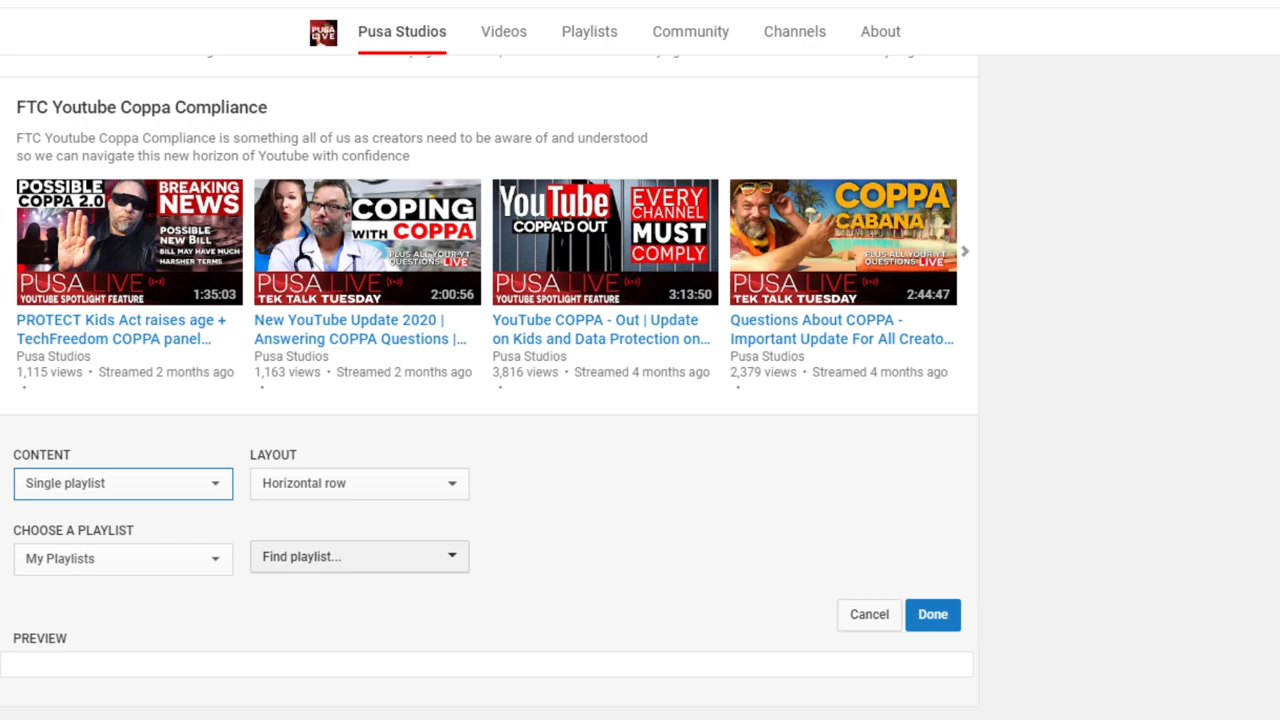 PUSA
LIVE
Pusa Studios
Videos
Playlists
Community
Channels
About
FTC Youtube Coppa Compliance
FTC Youtube Coppa Compliance is something all of us as creators need to be aware of and understood
so we can navigate this new horizon of Youtube with confidence
POSSIBLE
COPPA 2.0
BREAKING
NEWS
POSSIBLE
NEW BILL
BILL MAY HAVE MUCH
HARSHER TERMS
PUSA LIVE
YOUTUBE SPOTLIGHT FEATURE
1:35:03
COPING
WITH COPPA
PLUS ALL YOUR YT
QUESTIONS-LIVE
PUSA LIVE
TEK TALK TUESDAY
2:00:56
YouTube
COPPA'D OUT
EVERY
CHANNEL
MUST
COMPLY
PUSA LIVE
YOUTUBE SPOTLIGHT FEATURE
3:13:50
COPPA
CABANA
PLUS ALL YOUR YT
QUESTIONS-LIVE
PUSA LIVE
TEK TALK TUESDAY
2:44:47
PROTECT Kids Act raises age +
TechFreedom COPPA panel...
Pusa Studios
1,115 views • Streamed 2 months ago
•
New YouTube Update 2020 |
Answering COPPA Questions |...
Pusa Studios
1,163 views • Streamed 2 months ago
•
YouTube COPPA - Out | Update
on Kids and Data Protection on...
Pusa Studios
3,816 views • Streamed 4 months ago
•
Questions About COPPA -
Important Update For All Creato...
Pusa Studios
2,379 views • Streamed 4 months ago
•
CONTENT
LAYOUT
Single playlist
Horizontal row
CHOOSE A PLAYLIST
My Playlists
Find playlist...
Cancel
Done
PREVIEW